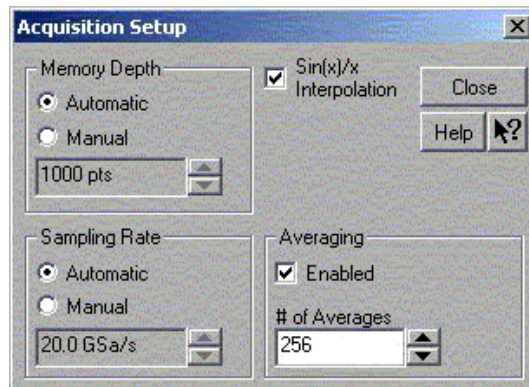 Acquisition Setup
Memory Depth
Automatic
Manual
1000 pts
Sin(x)/x
Interpolation
Close
Help
?
Sampling Rate
Automatic
Manual
20.0 GSa/s
Averaging
Enabled
# of Averages
256